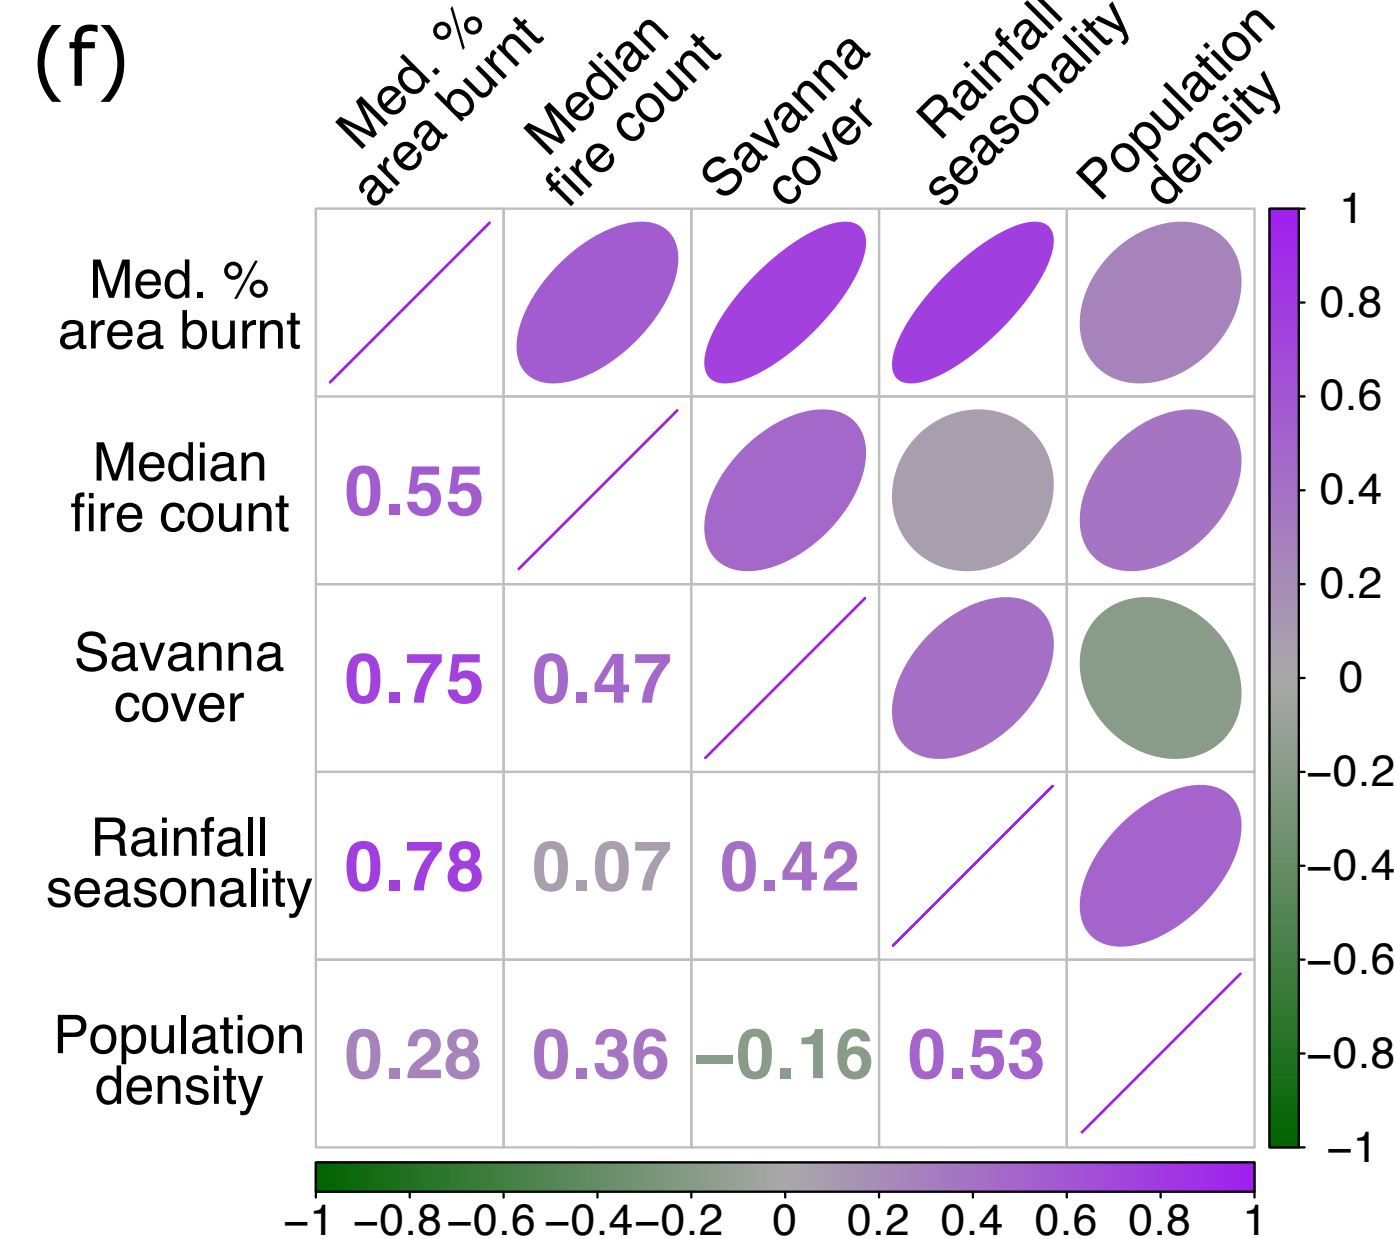 (f)
Med. %
area burnt
Median
fire count
Savanna
cover
Rainfall
seasonality
Population
density
1
Med. %
area burnt
0.8
0.6
Median
fire count
0.55
0.4
0.2
Savanna
cover
0.75 0.47
0
−0.2
Rainfall
seasonality
0.78 0.07 0.42
−0.4
−0.6
Population
density
0.28 0.36 −0.16 0.53
−0.8
−1
−1 −0.8 −0.6 −0.4 −0.2 0 0.2 0.4 0.6 0.8 1